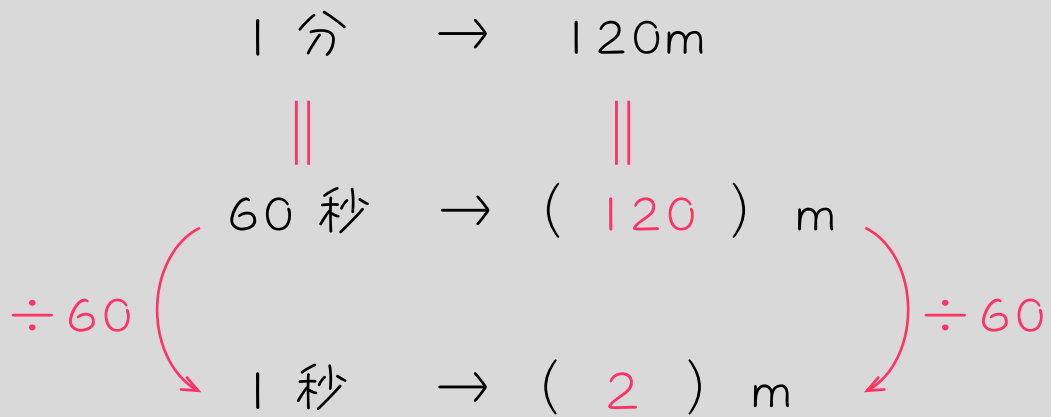 1分 → 120m
||　||
60秒 → ( 120 ) m
÷60　÷60
1秒 → ( 2 ) m